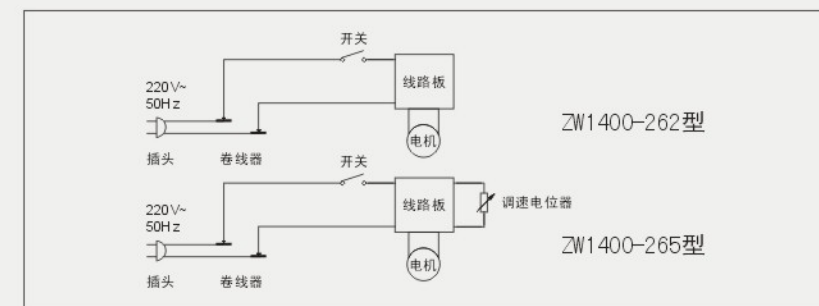 开关
线路板
220V~
50Hz
ZW1400-262型
电机
插头
卷线器
开关
线路板
调速电位器
220V~
50Hz
ZW1400-265型
电机
插头
卷线器